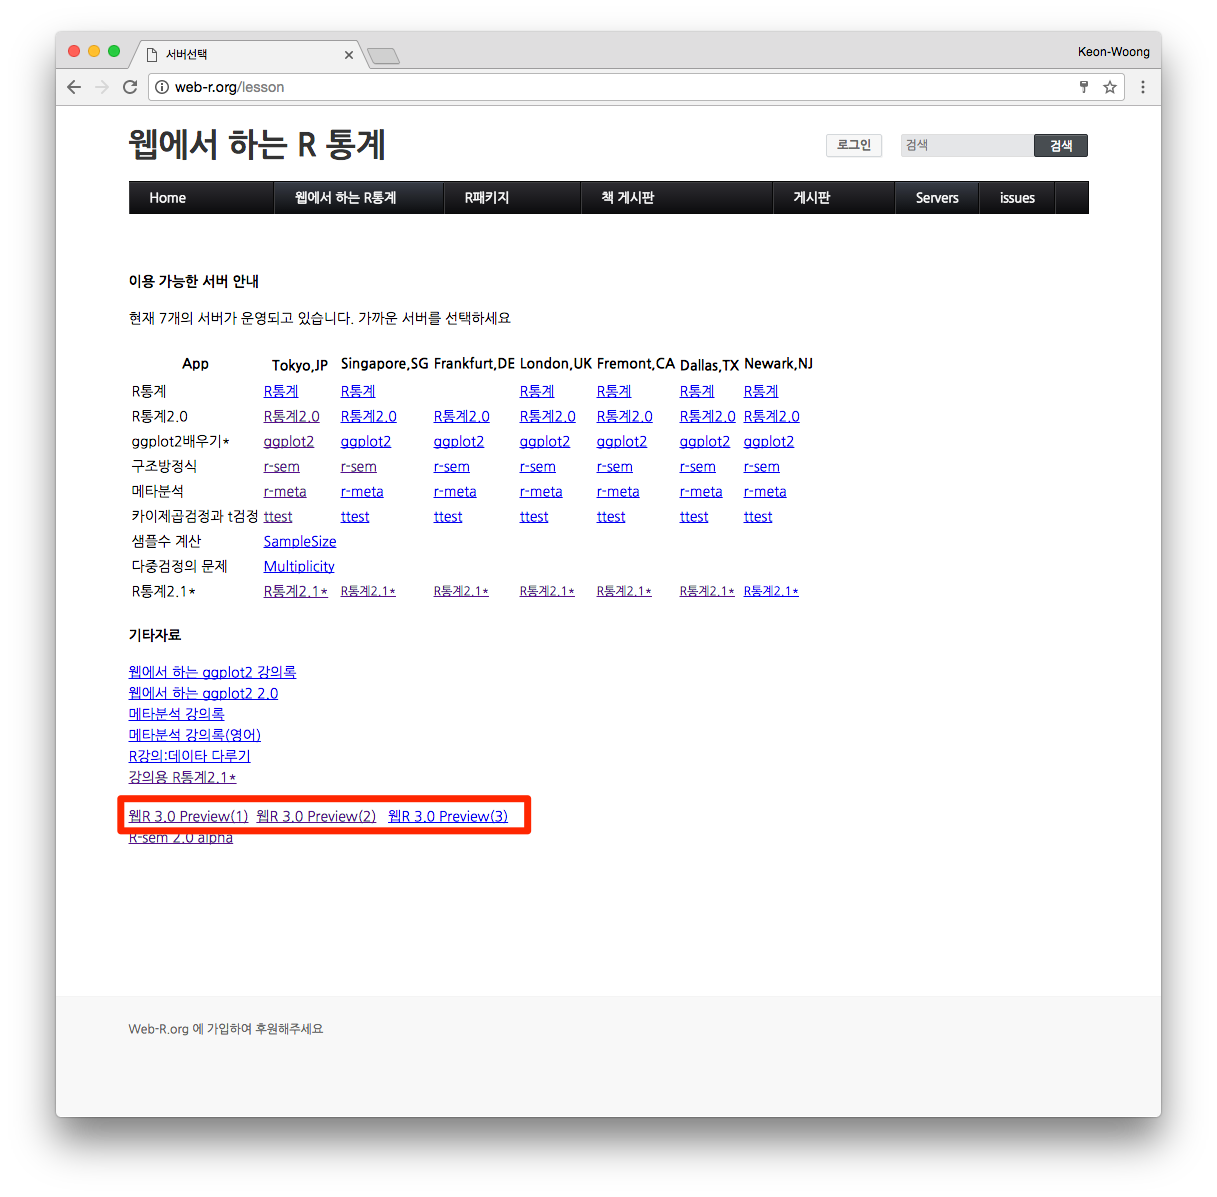 서버선택
Keon-Woong
web-r.org/lesson
웹에서 하는 R 통계
로그인 검색 검색
Home 웹에서 하는 R통계 R패키지 책 게시판 게시판 Servers issues
이용 가능한 서버 안내
현재 7개의 서버가 운영되고 있습니다. 가까운 서버를 선택하세요
App Tokyo,JP Singapore,SG Frankfurt,DE London,UK Fremont,CA Dallas,TX Newark,NJ
R통계 R통계 R통계 R통계 R통계 R통계 R통계
R통계2.0 R통계2.0 R통계2.0 R통계2.0 R통계2.0 R통계2.0 R통계2.0 R통계2.0
ggplot2배우기* ggplot2 ggplot2 ggplot2 ggplot2 ggplot2 ggplot2 ggplot2
구조방정식 r-sem r-sem r-sem r-sem r-sem r-sem r-sem
메타분석 r-meta r-meta r-meta r-meta r-meta r-meta r-meta
카이제곱검정과 t검정 ttest ttest ttest ttest ttest ttest ttest
샘플수 계산 SampleSize
다중검정의 문제 Multiplicity
R통계2.1* R통계2.1* R통계2.1* R통계2.1* R통계2.1* R통계2.1* R통계2.1* R통계2.1*
기타자료
웹에서 하는 ggplot2 강의록
웹에서 하는 ggplot2 2.0
메타분석 강의록
메타분석 강의록(영어)
R강의:데이타 다루기
강의용 R통계2.1*
웹R 3.0 Preview(1) 웹R 3.0 Preview(2) 웹R 3.0 Preview(3)
R-sem 2.0 alpha
Web-R.org 에 가입하여 후원해주세요